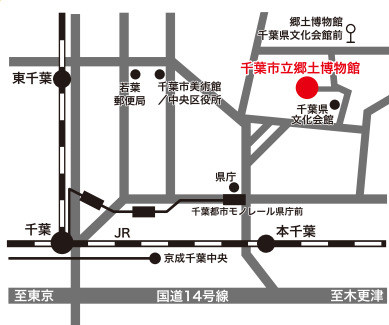 郷土博物館
千葉県文化会館前
千葉市立郷土博物館
東千葉
若葉
郵便局
千葉市美術館
／中央区役所
千葉県
文化会館
県庁
千葉都市モノレール県庁前
千葉
JR
本千葉
京成千葉中央
至東京
国道14号線
至木更津